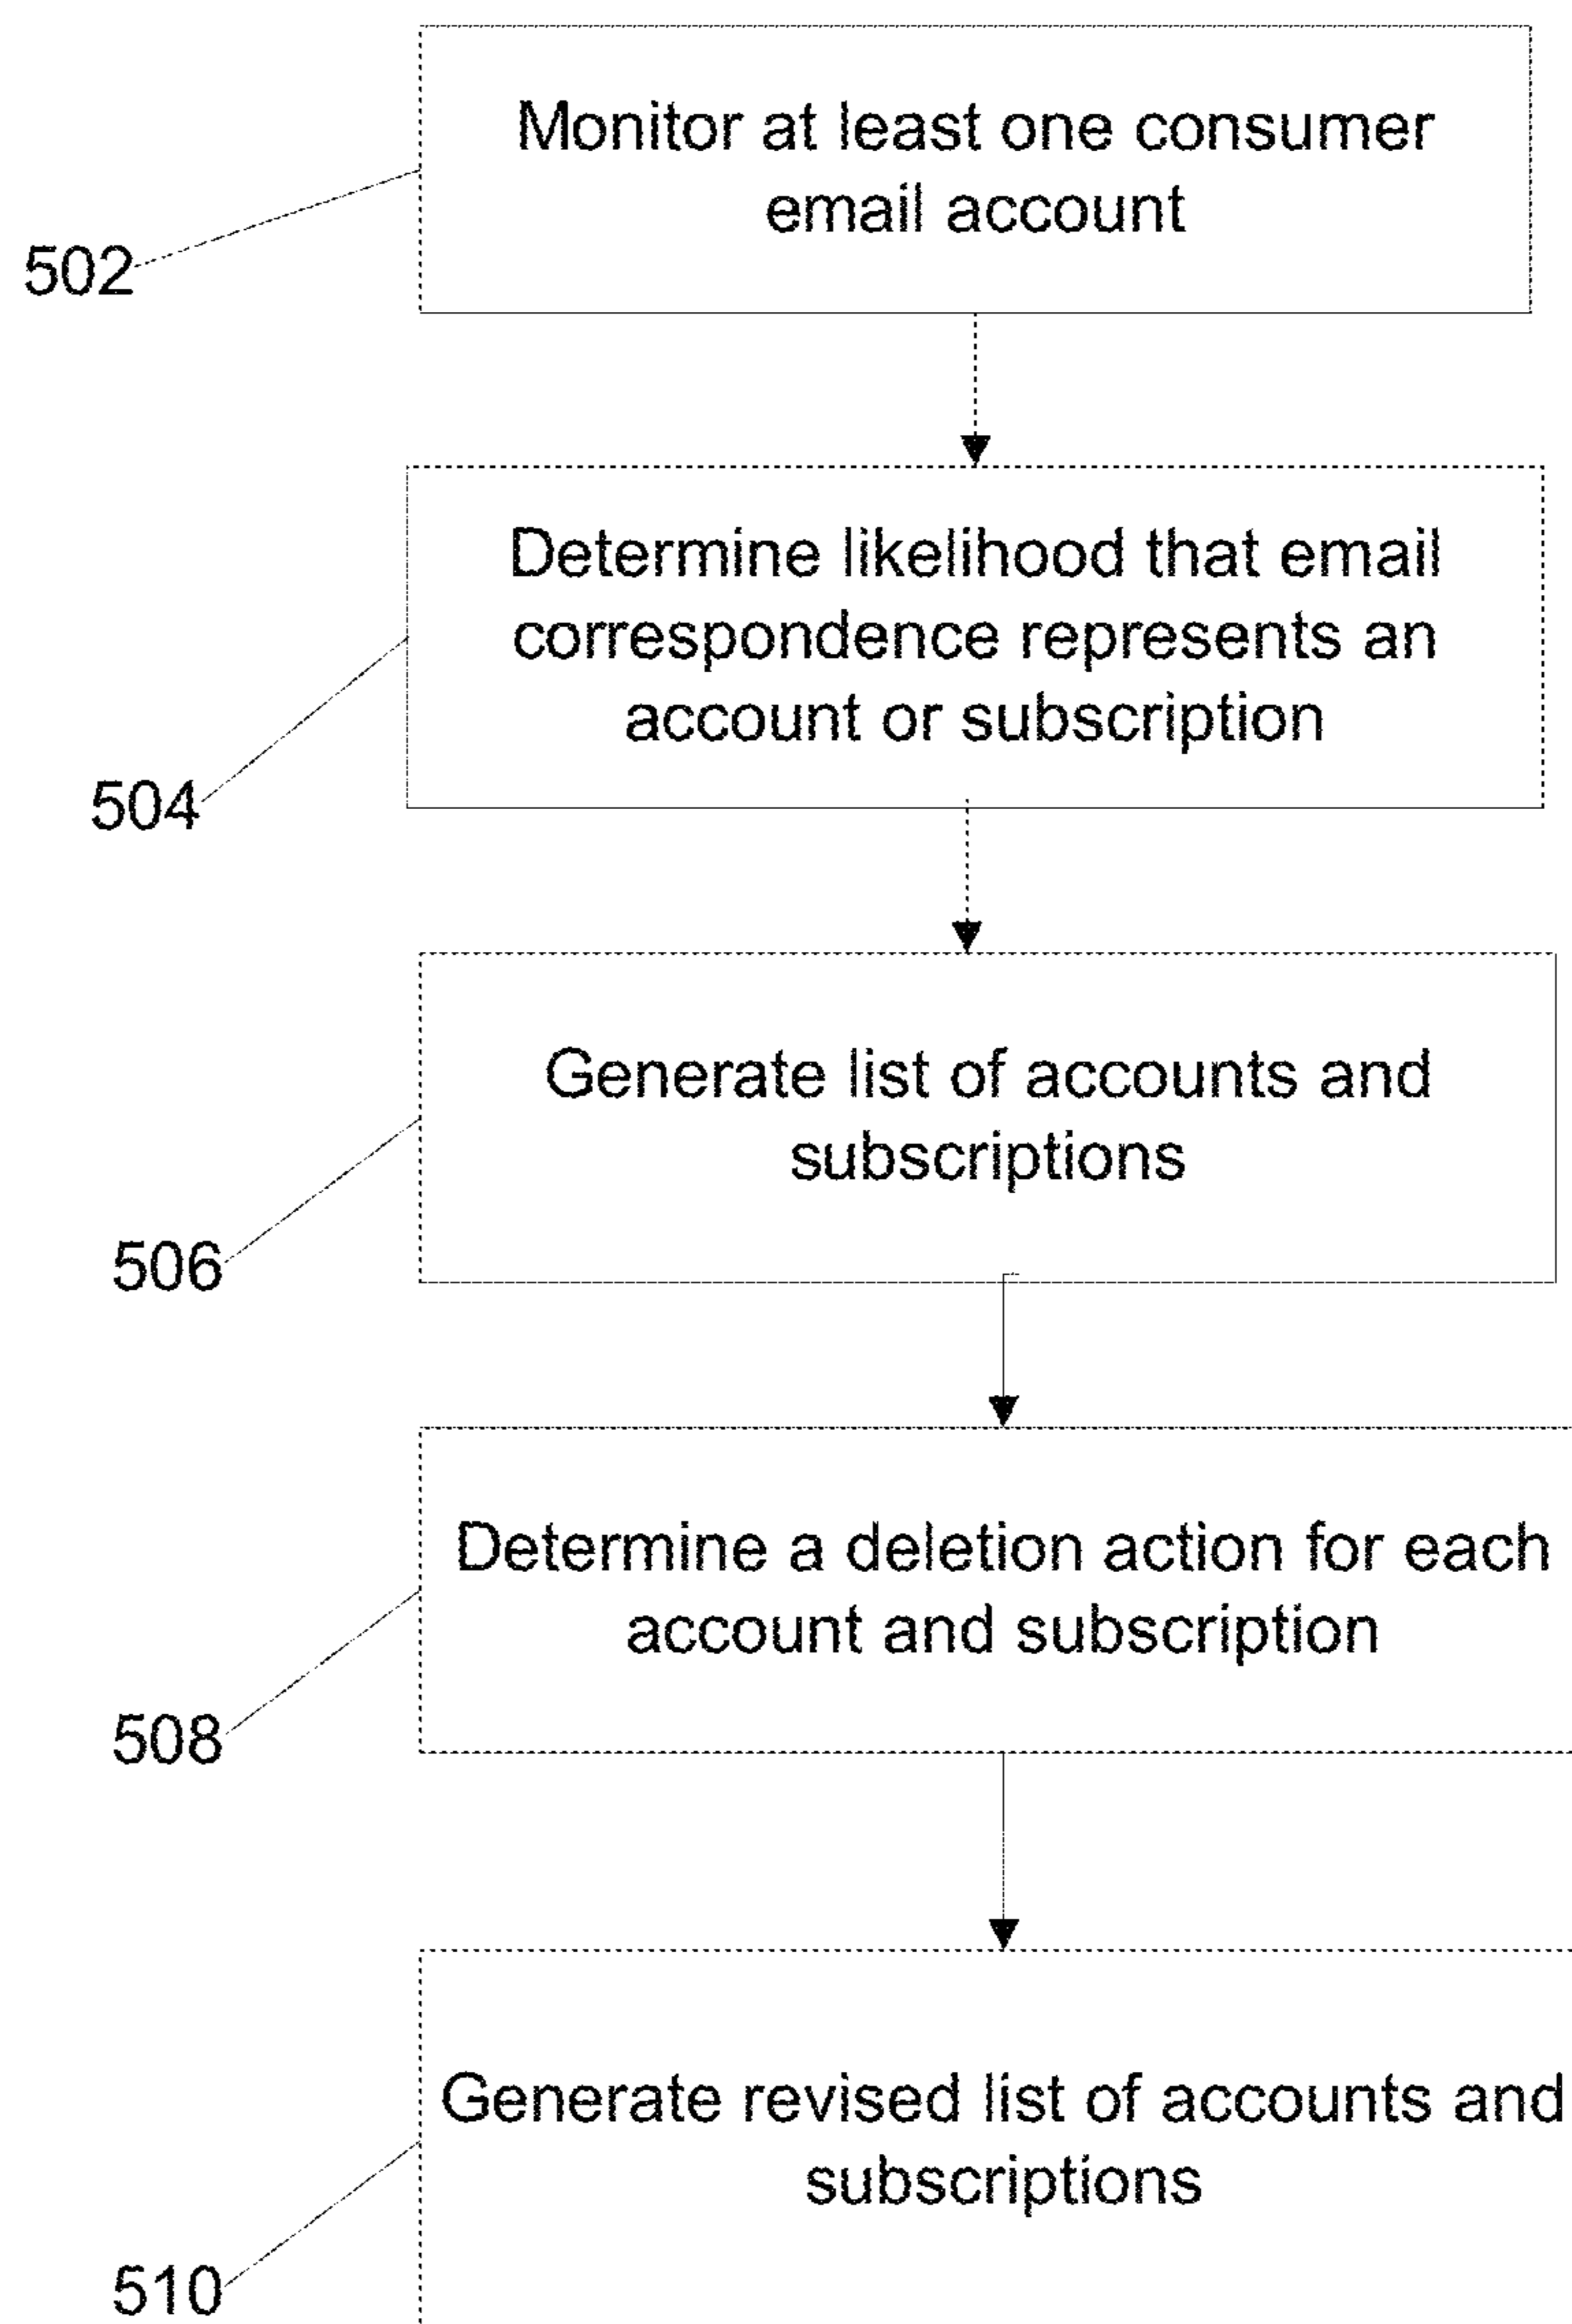 Monitor at least one consumer
email account
502
Determine likelihood that email
correspondence represents an
account or subscription
504
Generate list of accounts and
subscriptions
506
Determine a deletion action for each
account and subscription
508
Generate revised list of accounts and
subscriptions
510